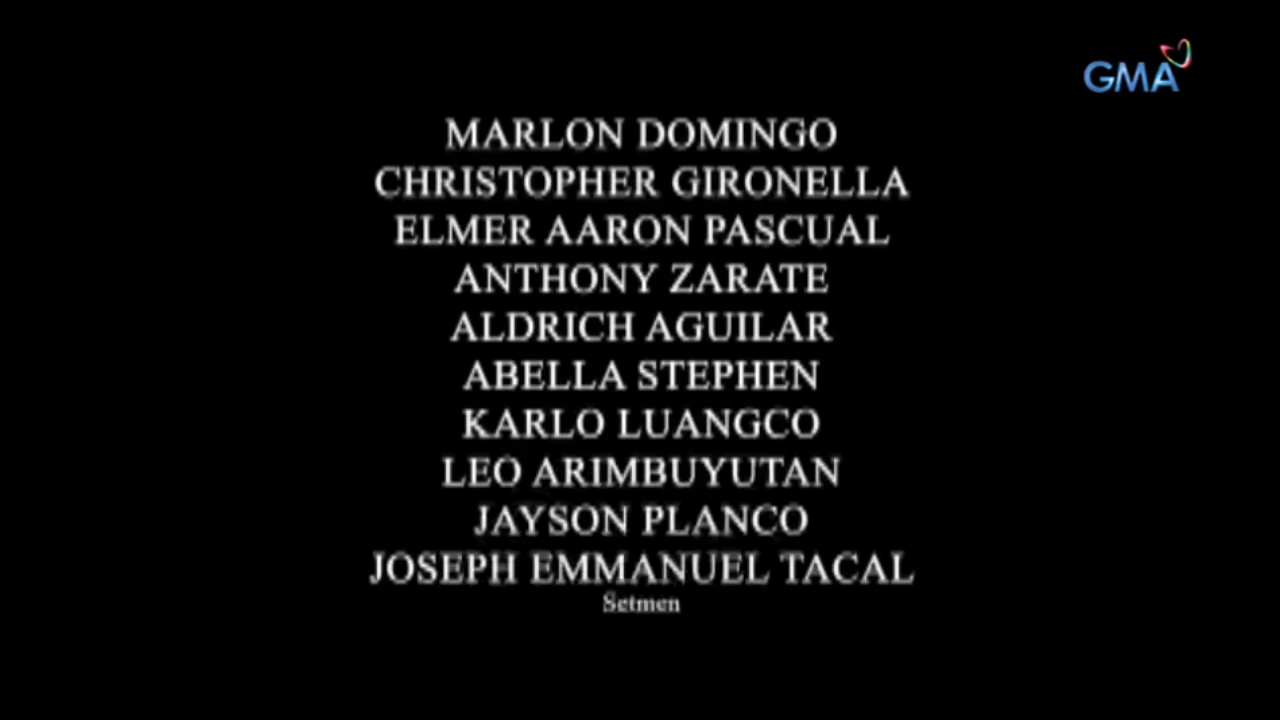 GMA
MARLON DOMINGO
CHRISTOPHER GIRONELLA
ELMER AARON PASCUAL
ANTHONY ZARATE
ALDRICH AGUILAR
ABELLA STEPHEN
KARLO LUANGCO
LEO ARIMBUYUTAN
JAYSON PLANCO
JOSEPH EMMANUEL TACAL
Setmen